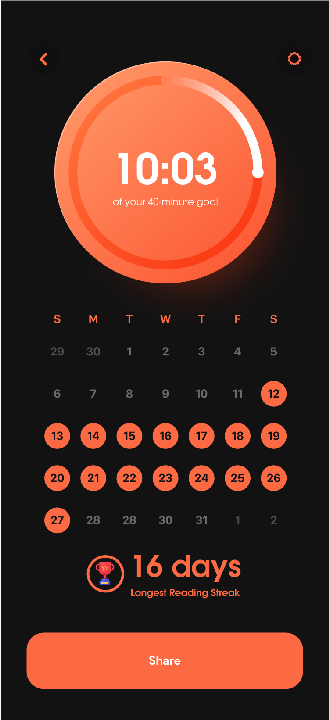 10:03
of your 40-minute goal
S M T W T F S
29 30 1 2 3 4 5
6 7 8 9 10 11 12
13 14 15 16 17 18 19
20 21 22 23 24 25 26
27 28 28 30 31 1 2
16 days
Longest Reading Streak
Share